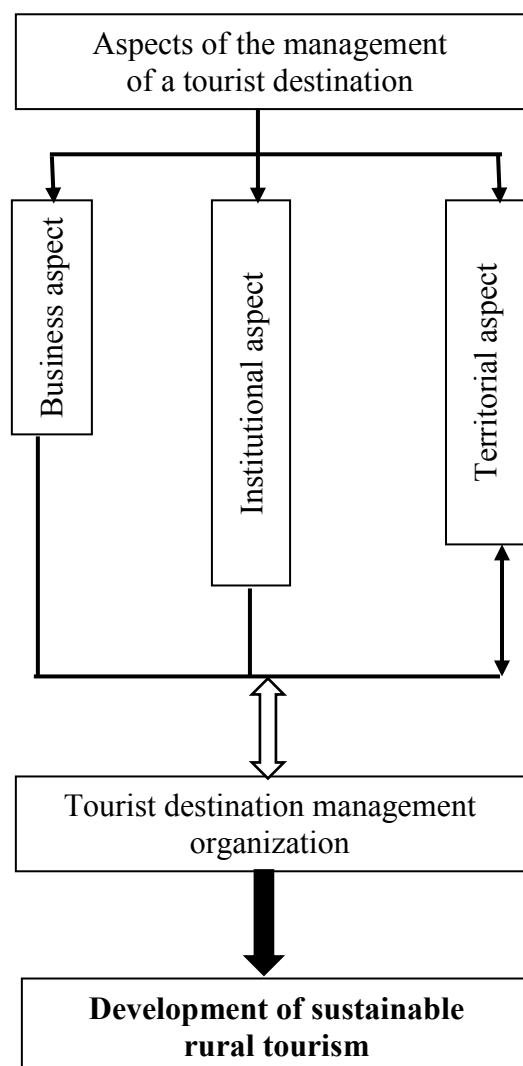 Aspects of the management
of a tourist destination
Business aspect
Institutional aspect
Territorial aspect
Tourist destination management
organization
Development of sustainable
rural tourism